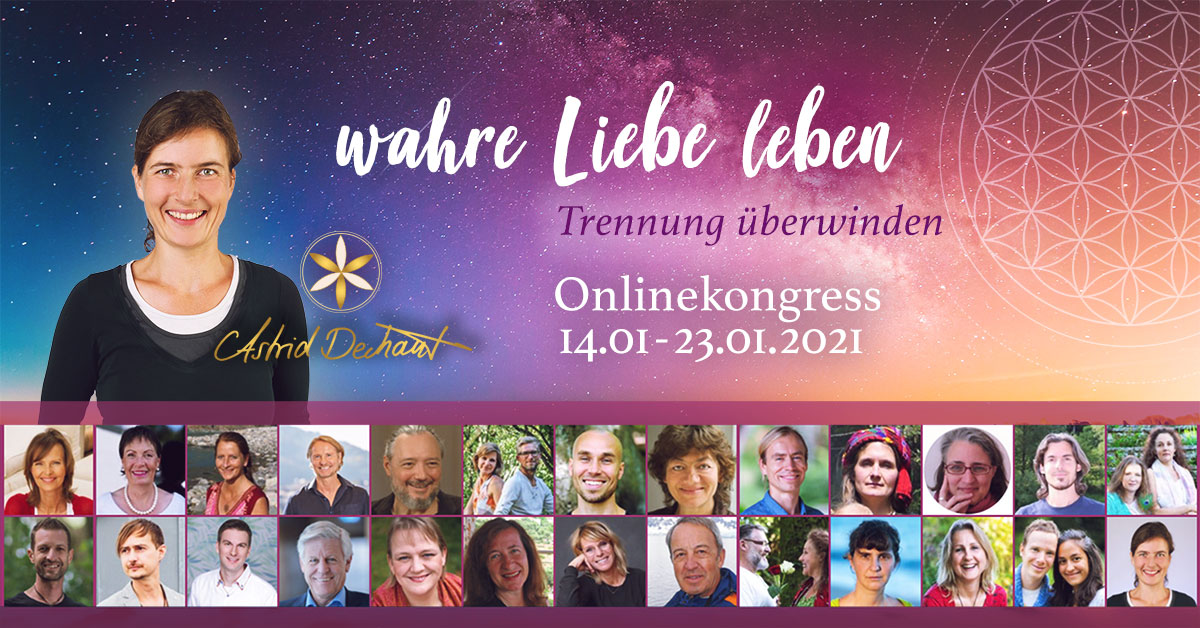 wahre Liebe leben
Trennung überwinden
Onlinekongress
14.01-23.01.2021
Astrid Dechant